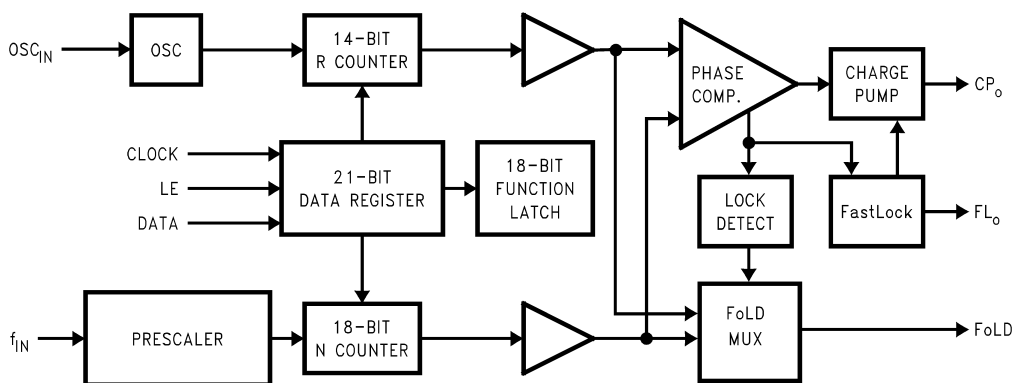 OSC_IN
OSC
14-BIT
R COUNTER
PHASE
COMP.
CHARGE
PUMP
CP_o
CLOCK
LE
DATA
21-BIT
DATA REGISTER
18-BIT
FUNCTION
LATCH
LOCK
DETECT
FastLock
FL_o
f_IN
PRESCALER
18-BIT
N COUNTER
FoLD
MUX
FoLD